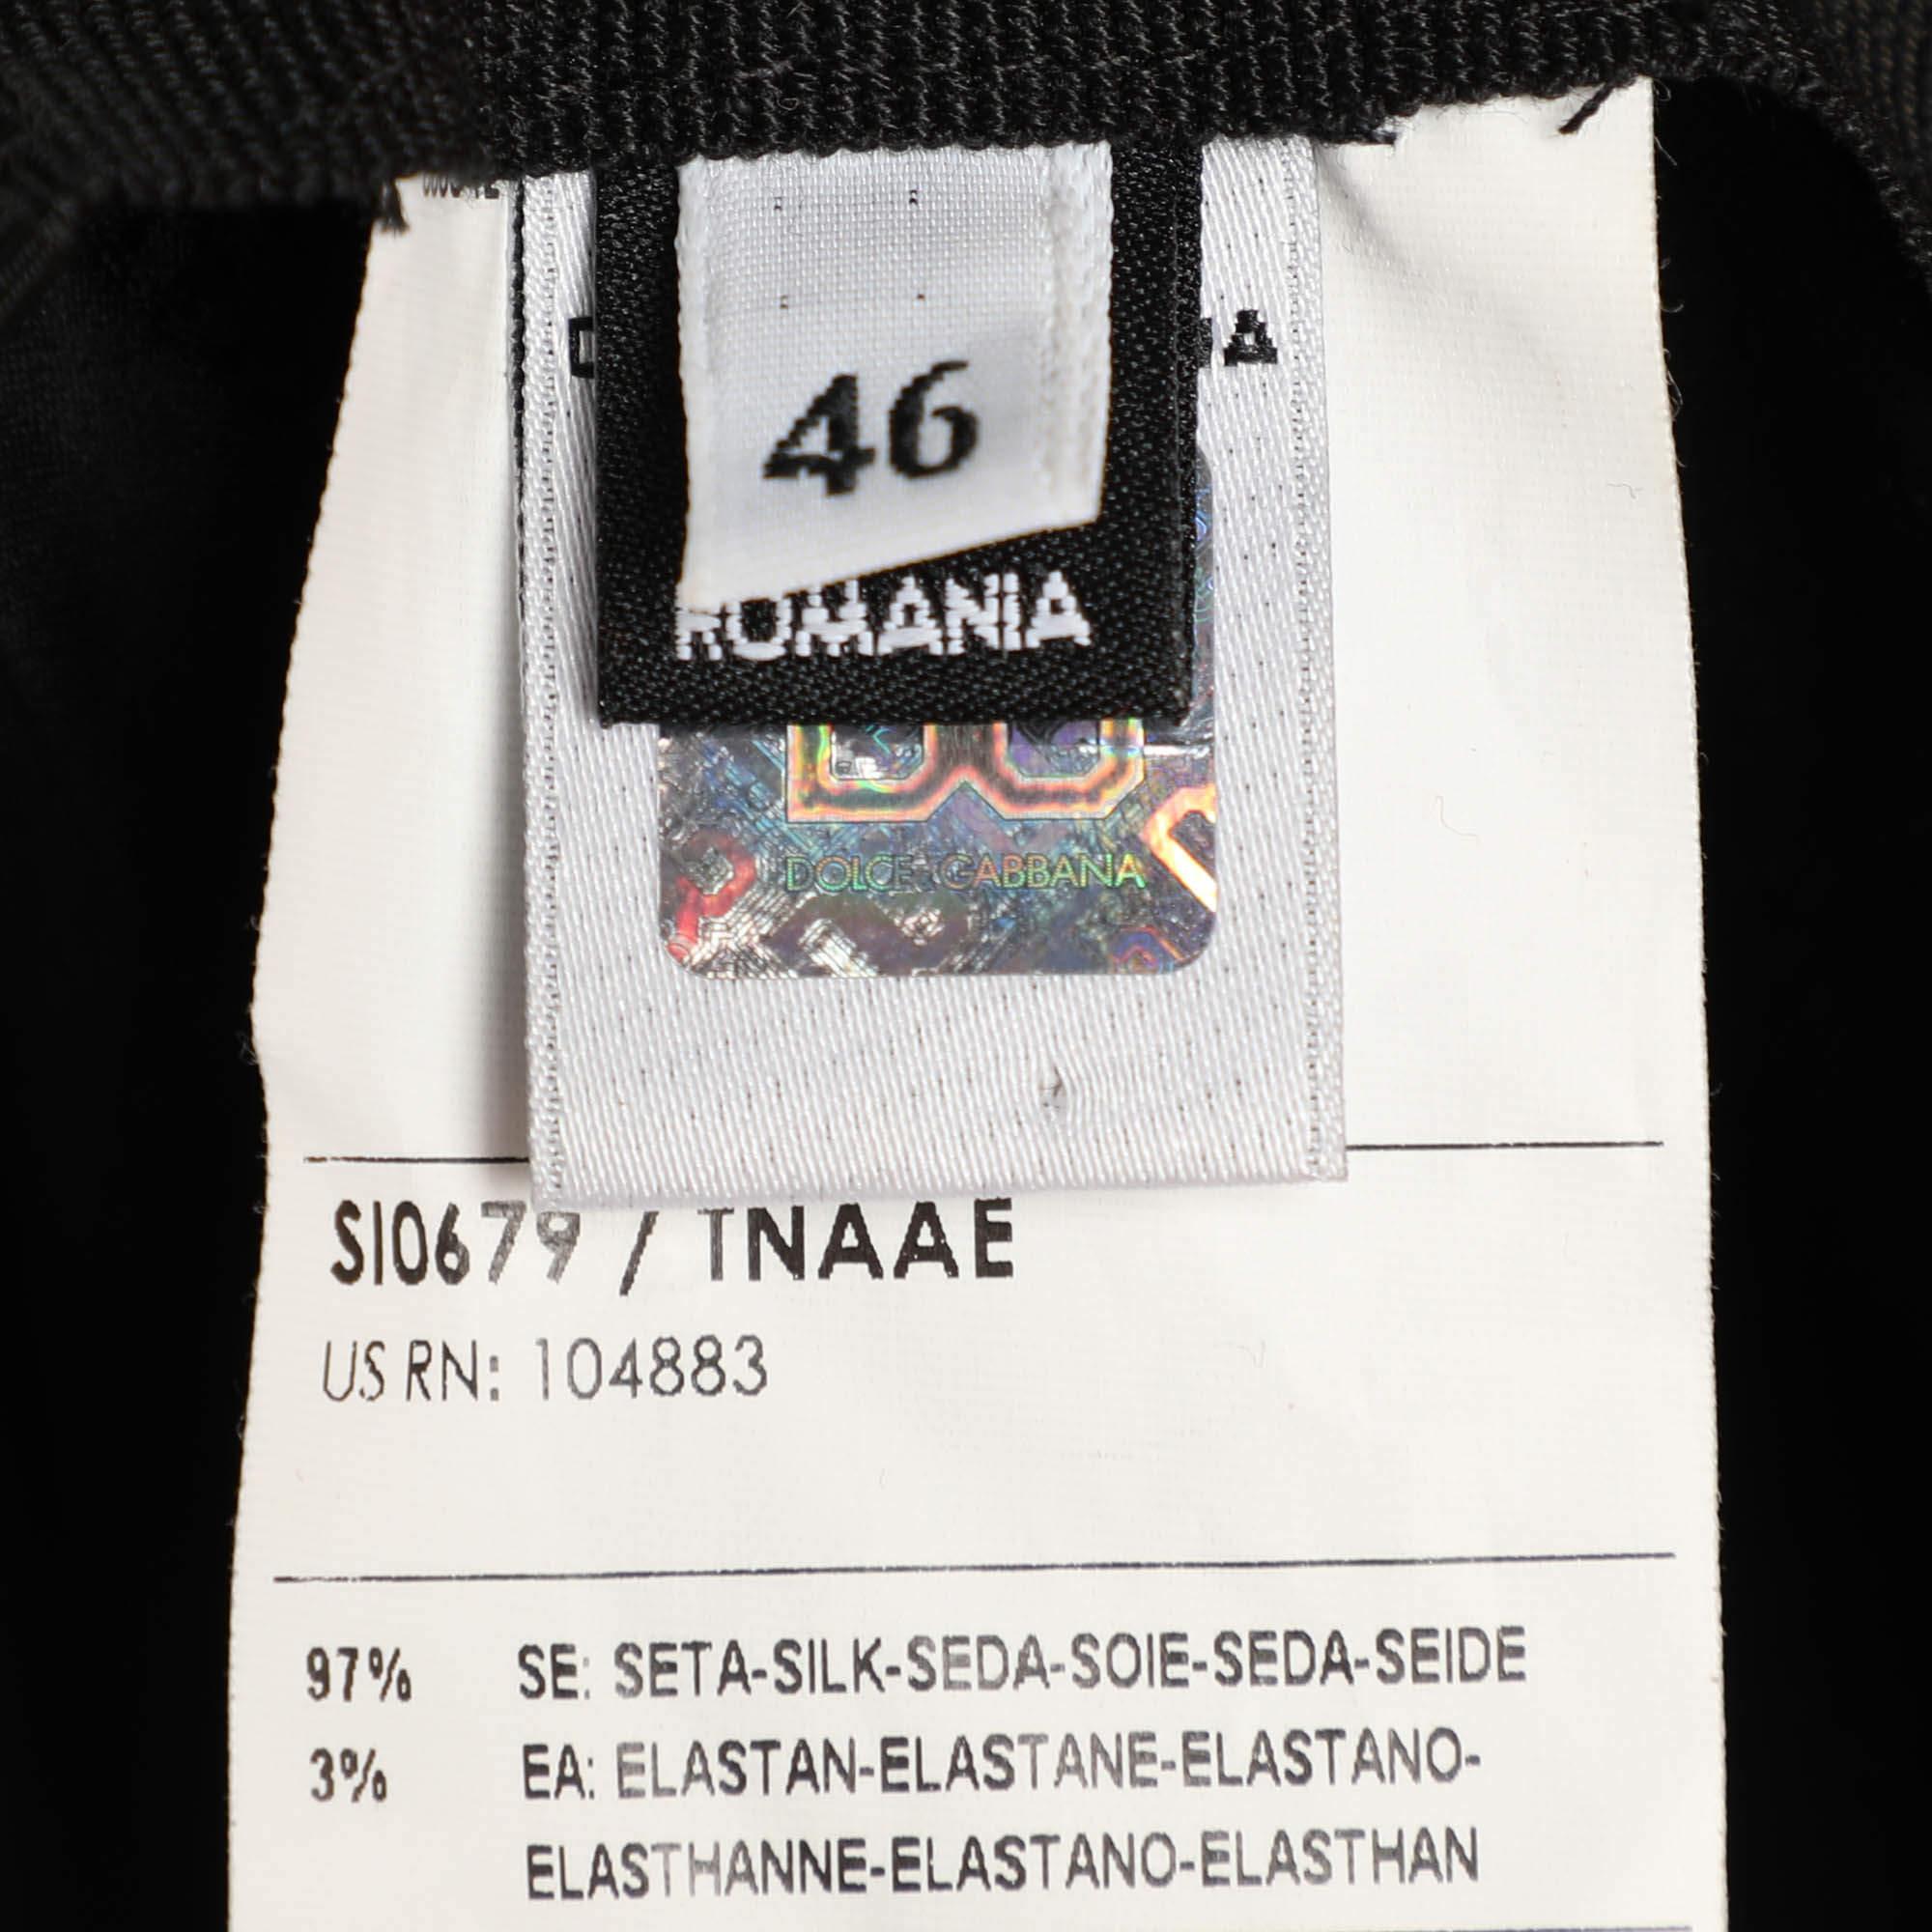 46
ROMANIA
DG
DOLCE & GABBANA
SI0679 / TNAAE
US RN: 104883
97% SE: SETA-SILK-SEDA-SOIE-SEDA-SEIDE
3% EA: ELASTAN-ELASTANE-ELASTANO-
ELASTHANNE-ELASTANO-ELASTHAN